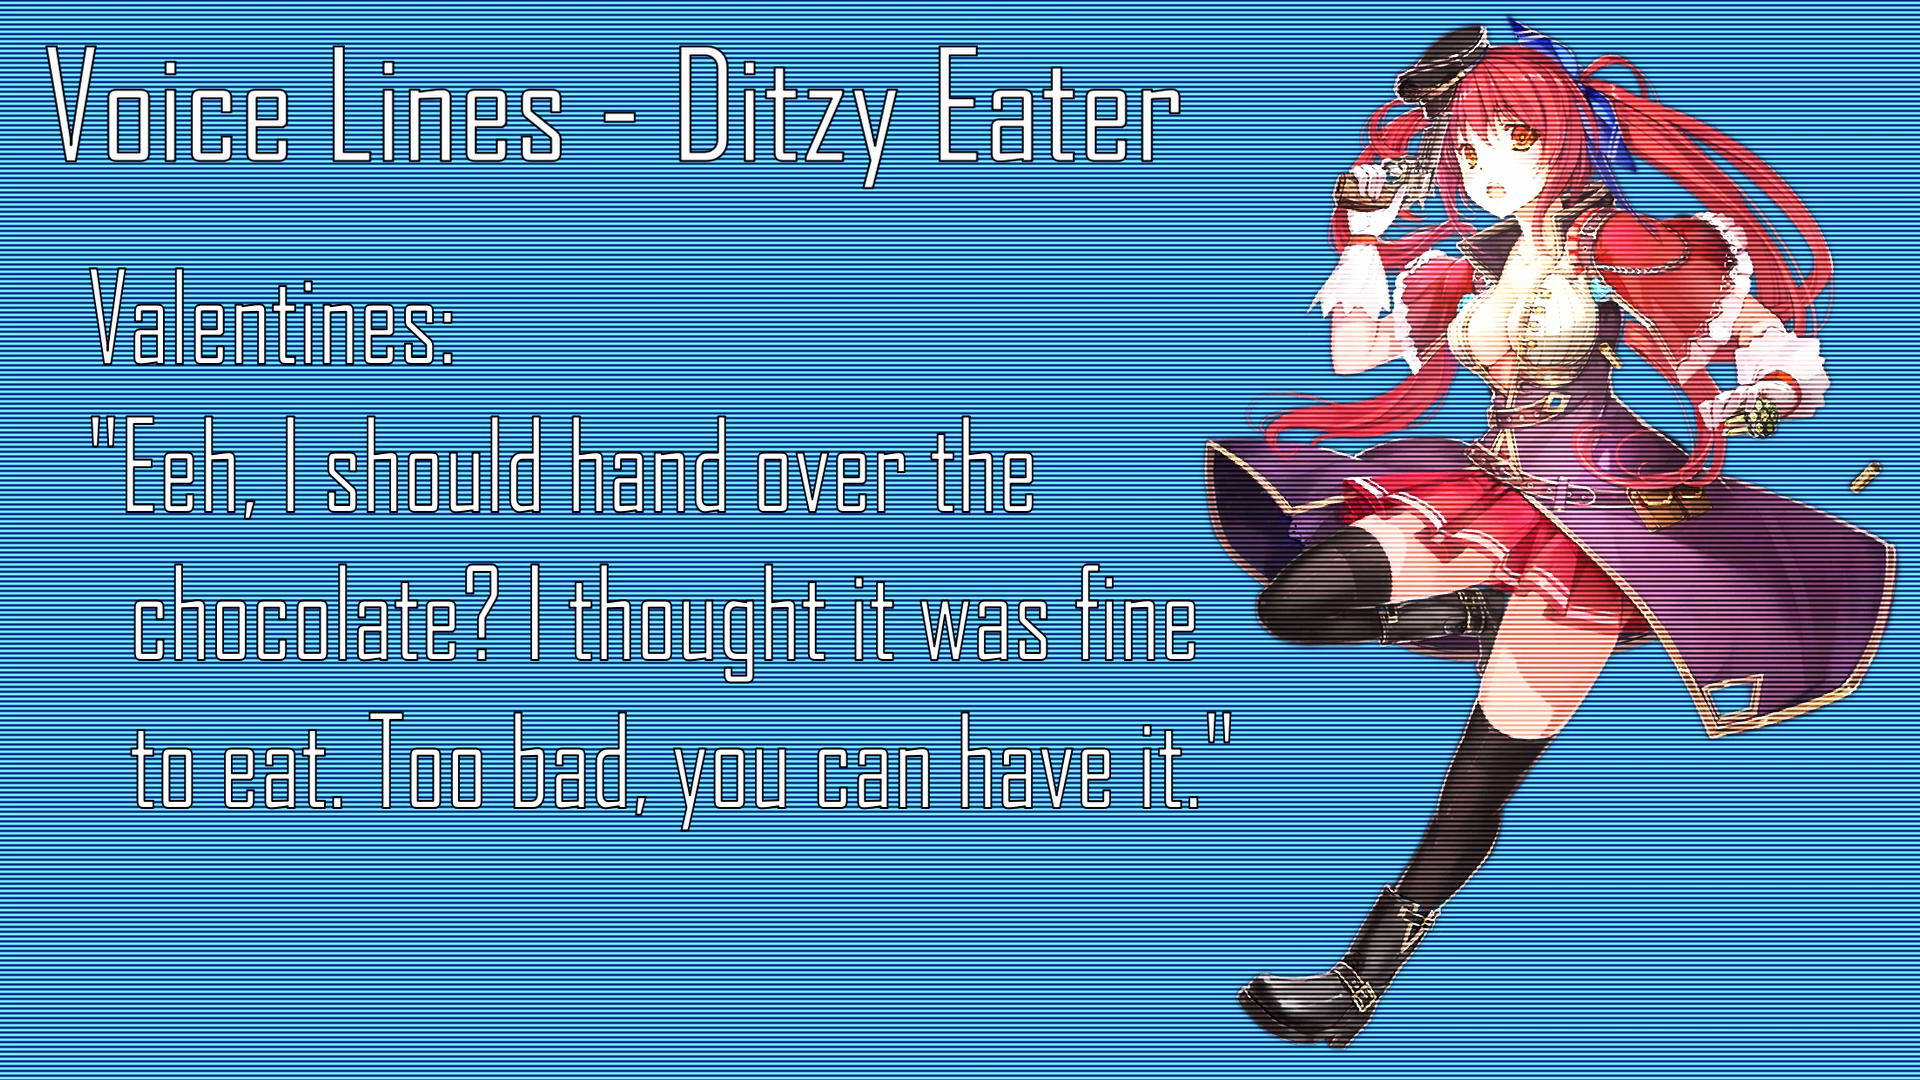 Voice Lines - Ditzy Eater
Valentines:
"Eeh, I should hand over the
chocolate? I thought it was fine
to eat. Too bad, you can have it."